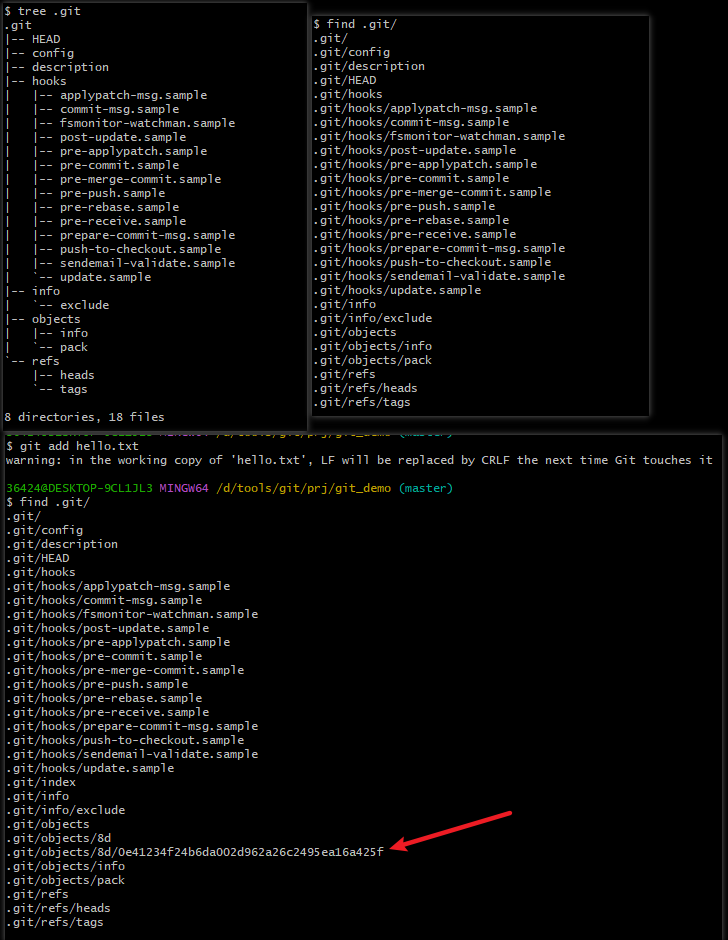 $ tree .git
.git
|-- HEAD
|-- config
|-- description
|-- hooks
|   |-- applypatch-msg.sample
|   |-- commit-msg.sample
|   |-- fsmonitor-watchman.sample
|   |-- post-update.sample
|   |-- pre-applypatch.sample
|   |-- pre-commit.sample
|   |-- pre-merge-commit.sample
|   |-- pre-push.sample
|   |-- pre-rebase.sample
|   |-- pre-receive.sample
|   |-- prepare-commit-msg.sample
|   |-- push-to-checkout.sample
|   |-- sendemail-validate.sample
|   `-- update.sample
|-- info
|   `-- exclude
|-- objects
|   |-- info
|   `-- pack
`-- refs
    |-- heads
    `-- tags
8 directories, 18 files
$ find .git/
.git/
.git/config
.git/description
.git/HEAD
.git/hooks
.git/hooks/applypatch-msg.sample
.git/hooks/commit-msg.sample
.git/hooks/fsmonitor-watchman.sample
.git/hooks/post-update.sample
.git/hooks/pre-applypatch.sample
.git/hooks/pre-commit.sample
.git/hooks/pre-merge-commit.sample
.git/hooks/pre-push.sample
.git/hooks/pre-rebase.sample
.git/hooks/pre-receive.sample
.git/hooks/prepare-commit-msg.sample
.git/hooks/push-to-checkout.sample
.git/hooks/sendemail-validate.sample
.git/hooks/update.sample
.git/info
.git/info/exclude
.git/objects
.git/objects/info
.git/objects/pack
.git/refs
.git/refs/heads
.git/refs/tags
$ git add hello.txt
warning: in the working copy of 'hello.txt', LF will be replaced by CRLF the next time Git touches it
36424@DESKTOP-9CL1JL3 MINGW64 /d/tools/git/prj/git_demo (master)
$ find .git/
.git/
.git/config
.git/description
.git/HEAD
.git/hooks
.git/hooks/applypatch-msg.sample
.git/hooks/commit-msg.sample
.git/hooks/fsmonitor-watchman.sample
.git/hooks/post-update.sample
.git/hooks/pre-applypatch.sample
.git/hooks/pre-commit.sample
.git/hooks/pre-merge-commit.sample
.git/hooks/pre-push.sample
.git/hooks/pre-rebase.sample
.git/hooks/pre-receive.sample
.git/hooks/prepare-commit-msg.sample
.git/hooks/push-to-checkout.sample
.git/hooks/sendemail-validate.sample
.git/hooks/update.sample
.git/index
.git/info
.git/info/exclude
.git/objects
.git/objects/8d
.git/objects/8d/0e41234f24b6da002d962a26c2495ea16a425f
.git/objects/info
.git/objects/pack
.git/refs
.git/refs/heads
.git/refs/tags